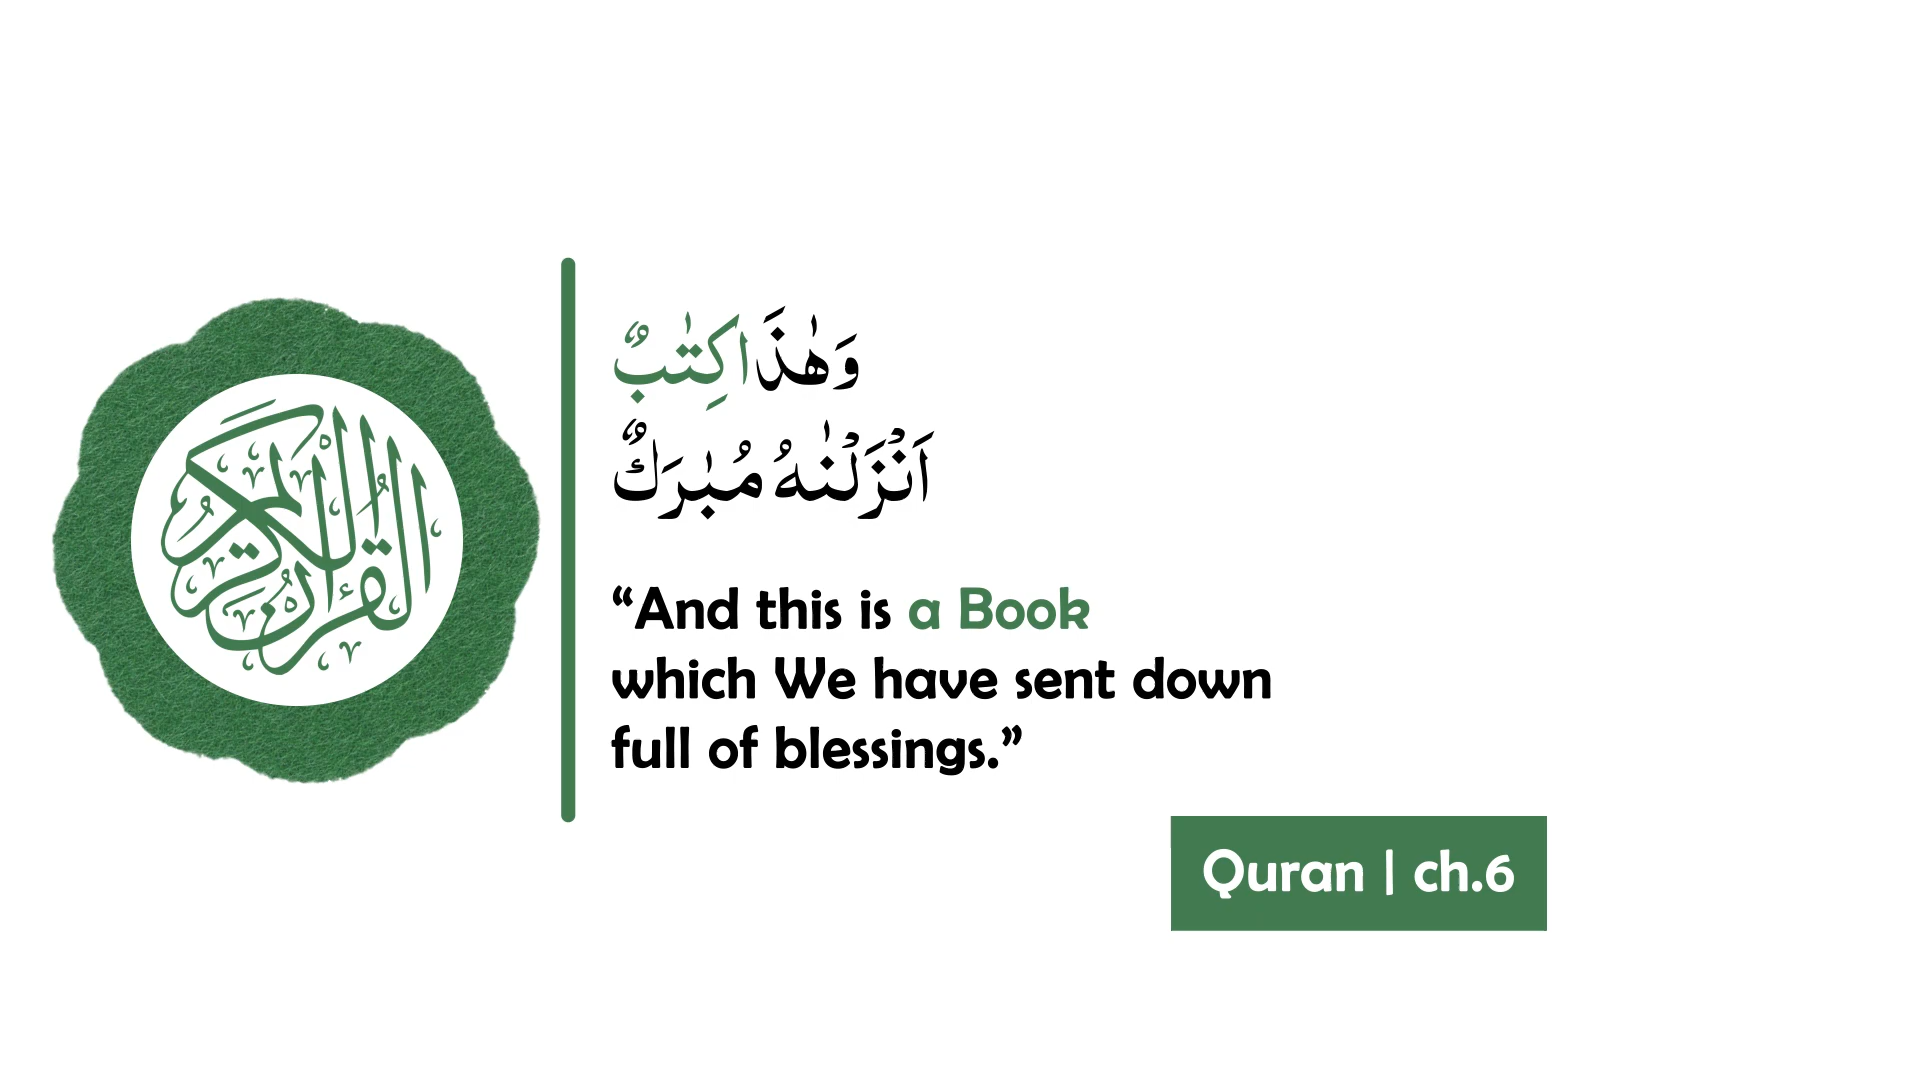 القرآن الكريم
وَهٰذَا كِتٰبٌ
اَنْزَلْنٰهُ مُبٰرَكٌ
“And this is a Book
which We have sent down
full of blessings.”
Quran | ch.6